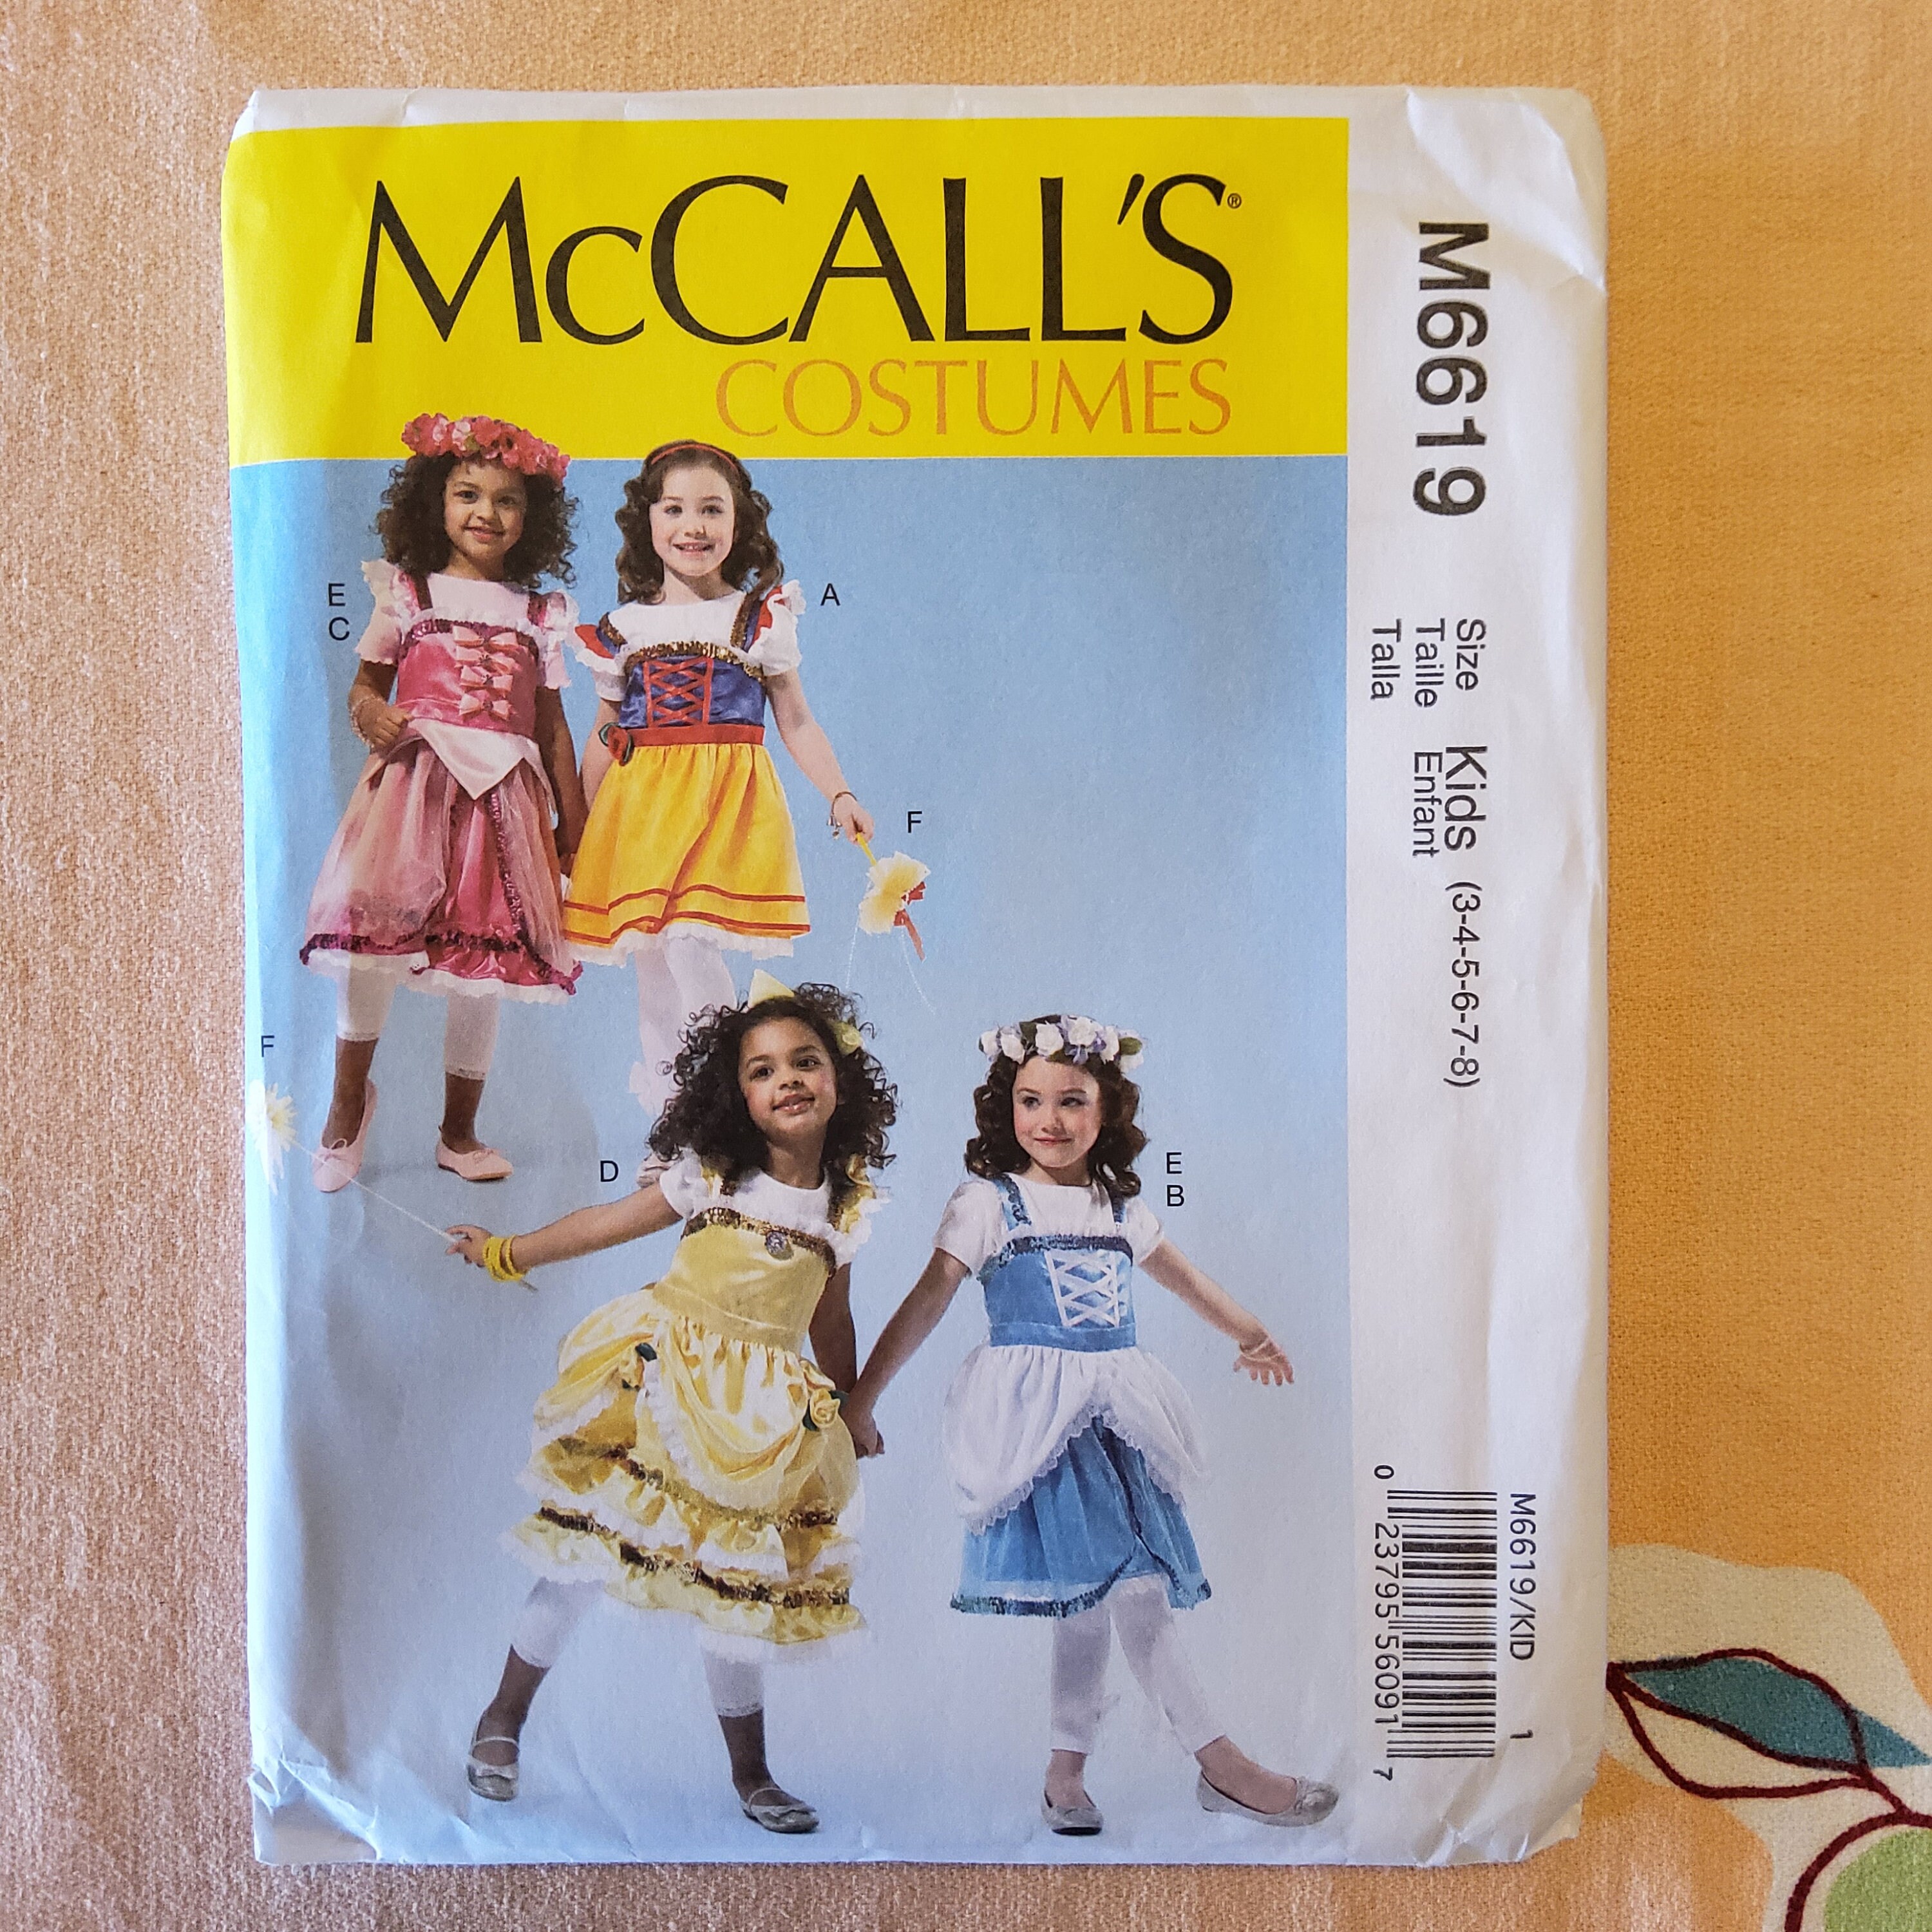 McCALL'S®
COSTUMES
E
C
A
F
F
D
E
B
M6619
Size Kids (3-4-5-6-7-8)
Taille Enfant
Talla
M6619/KID 1
0 23795 56091 7